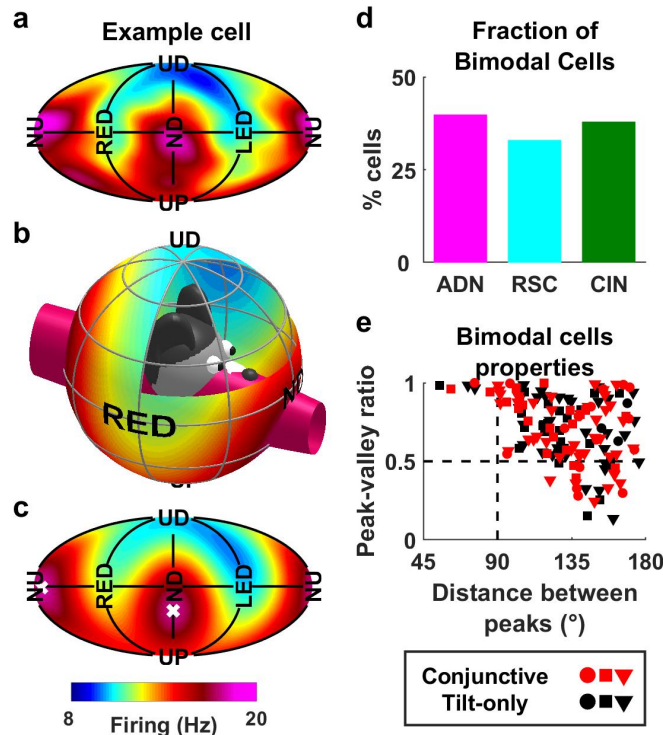 a
Example cell
UD
NU
RED
ND
LED
NU
UP
b
UD
RED
ND
UP
c
UD
NU
RED
ND
LED
NU
UP
8
Firing (Hz)
20
d
Fraction of
Bimodal Cells
% cells
50
25
0
ADN
RSC
CIN
e
Bimodal cells
properties
Peak-valley ratio
1
0.5
0
45
90
135
180
Distance between
peaks (°)
Conjunctive
Tilt-only